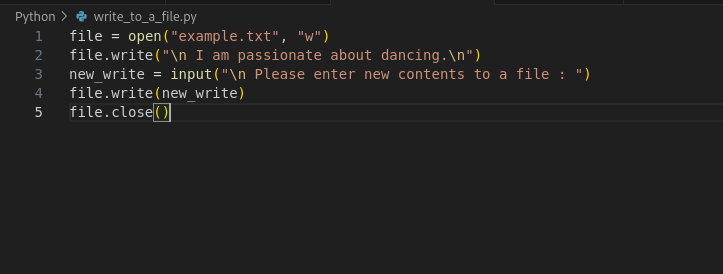 Python > write_to_a_file.py
1 file = open("example.txt", "w")
2 file.write("\n I am passionate about dancing.\n")
3 new_write = input("\n Please enter new contents to a file : ")
4 file.write(new_write)
5 file.close()